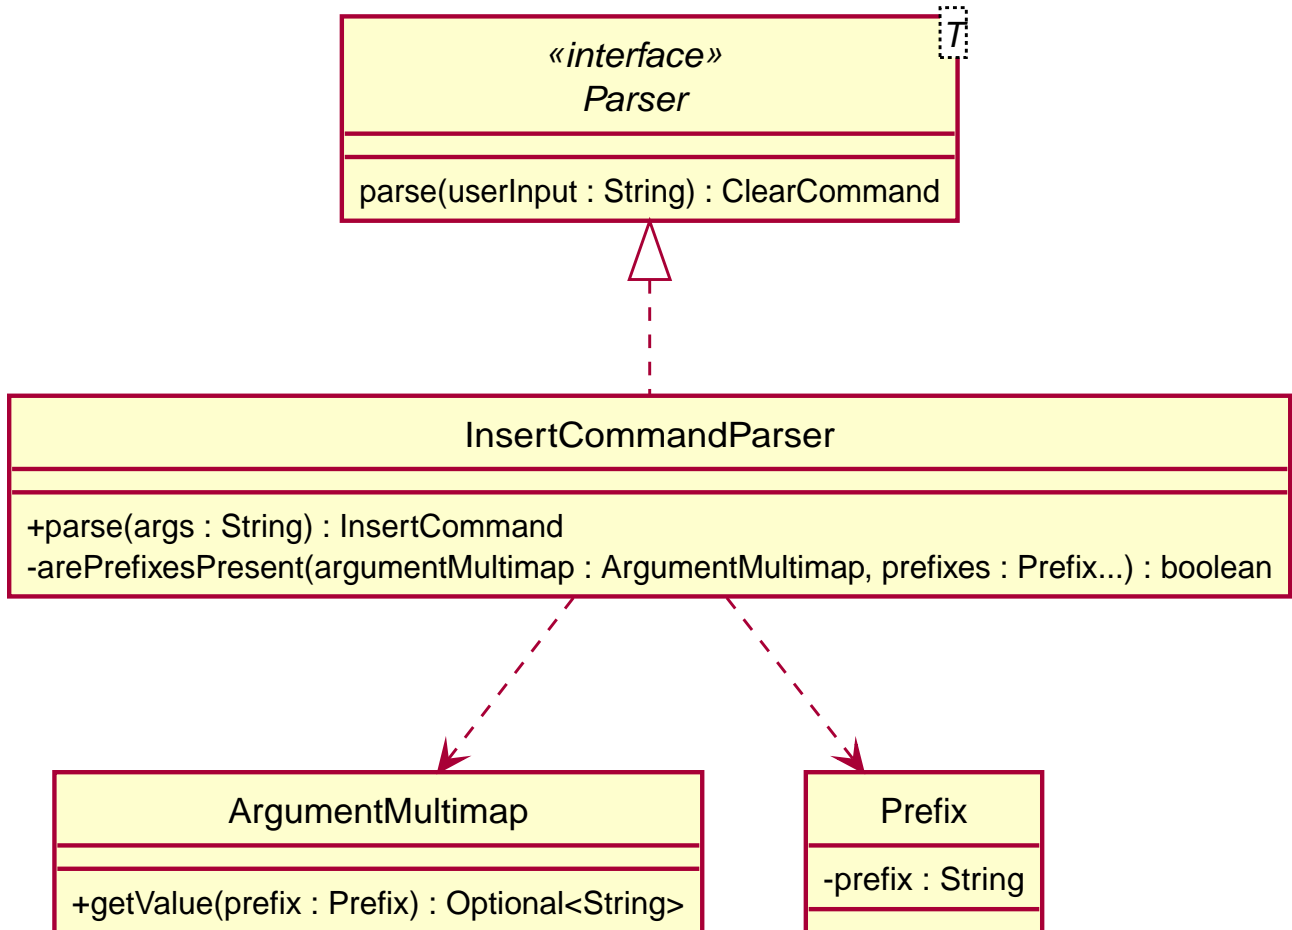 T
«interface»
Parser
parse(userInput : String) : ClearCommand
InsertCommandParser
+parse(args : String) : InsertCommand
-arePrefixesPresent(argumentMultimap : ArgumentMultimap, prefixes : Prefix...) : boolean
ArgumentMultimap
+getValue(prefix : Prefix) : Optional<String>
Prefix
-prefix : String